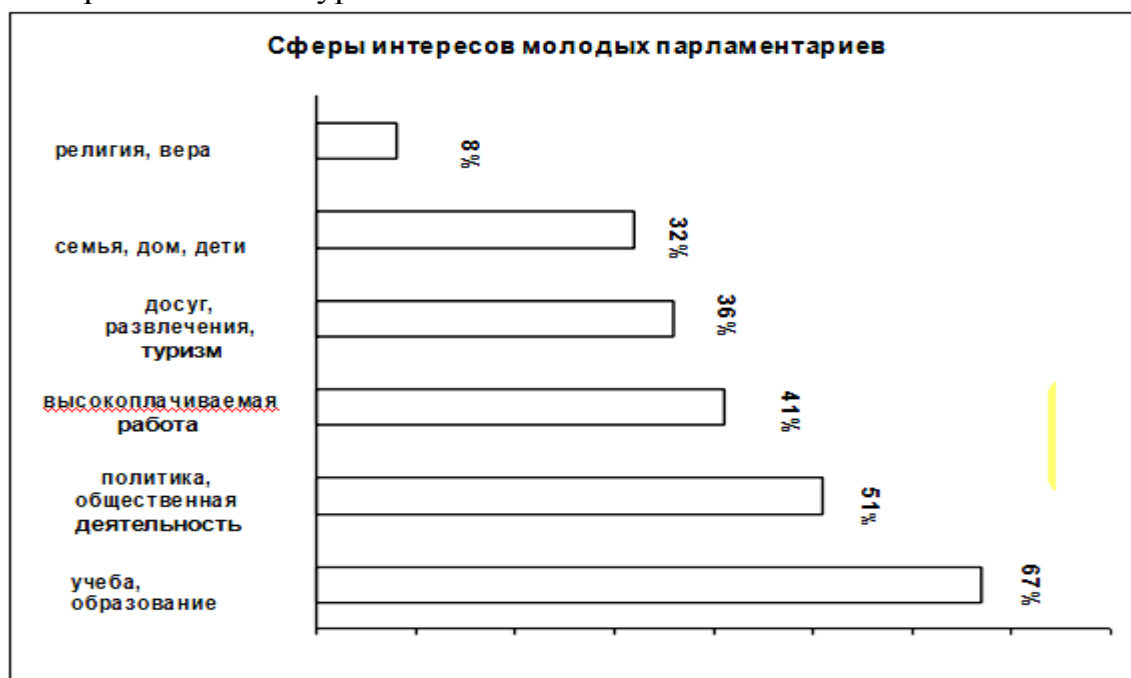 Сферы интересов молодых парламентариев
религия, вера
8%
семья, дом, дети
32%
досуг,
развлечения,
туризм
36%
высокоплачиваемая
работа
41%
политика,
общественная
деятельность
51%
учеба,
образование
67%